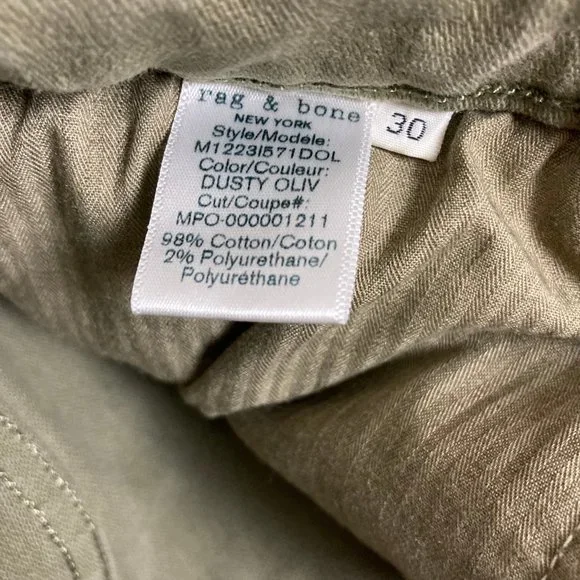 rag & bone
NEW YORK
Style/Modèle:
M1223I571DOL
Color/Couleur:
DUSTY OLIV
Cut/Coupe#:
MPO-000001211
98% Cotton/Coton
2% Polyurethane/
Polyuréthane
30